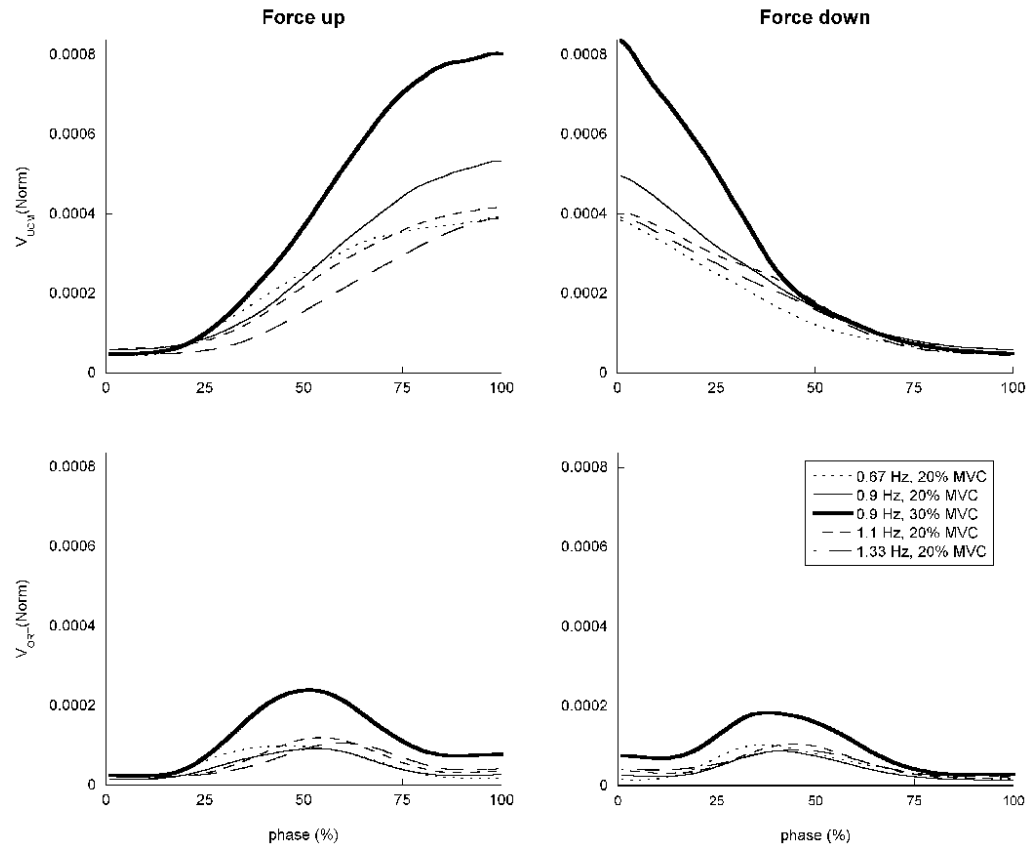 Force up
Force down
0.0008
0.0006
0.0004
0.0002
0
V_UCM(Norm)
0 25 50 75 100
0.0008
0.0006
0.0004
0.0002
0
0 25 50 75 100
0.0008
0.0006
0.0004
0.0002
0
V_ORT(Norm)
0 25 50 75 100
phase (%)
0.0008
0.0006
0.0004
0.0002
0
0 25 50 75 100
phase (%)
0.67 Hz, 20% MVC
0.9 Hz, 20% MVC
0.9 Hz, 30% MVC
1.1 Hz, 20% MVC
1.33 Hz, 20% MVC